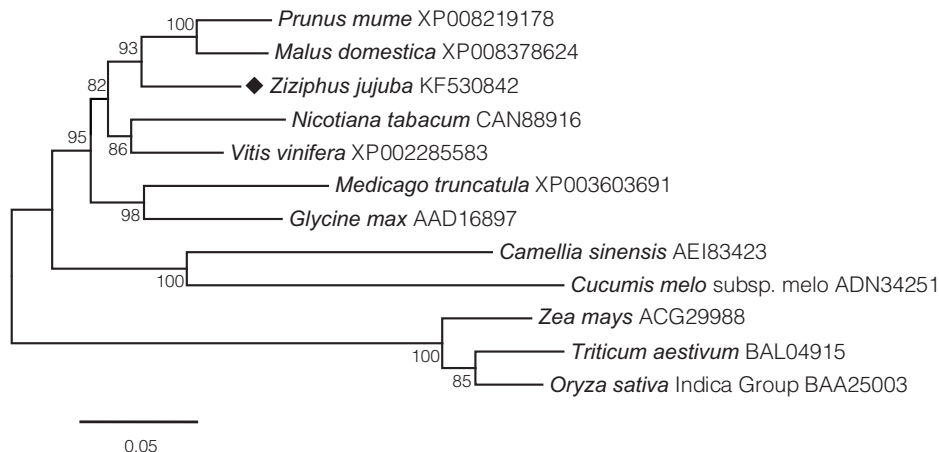 Prunus mume XP008219178
100
Malus domestica XP008378624
93
Ziziphus jujuba KF530842
82
Nicotiana tabacum CAN88916
95
86
Vitis vinifera XP002285583
Medicago truncatula XP003603691
98
Glycine max AAD16897
Camellia sinensis AEI83423
100
Cucumis melo subsp. melo ADN34251
Zea mays ACG29988
100
Triticum aestivum BAL04915
85
Oryza sativa Indica Group BAA25003
0.05